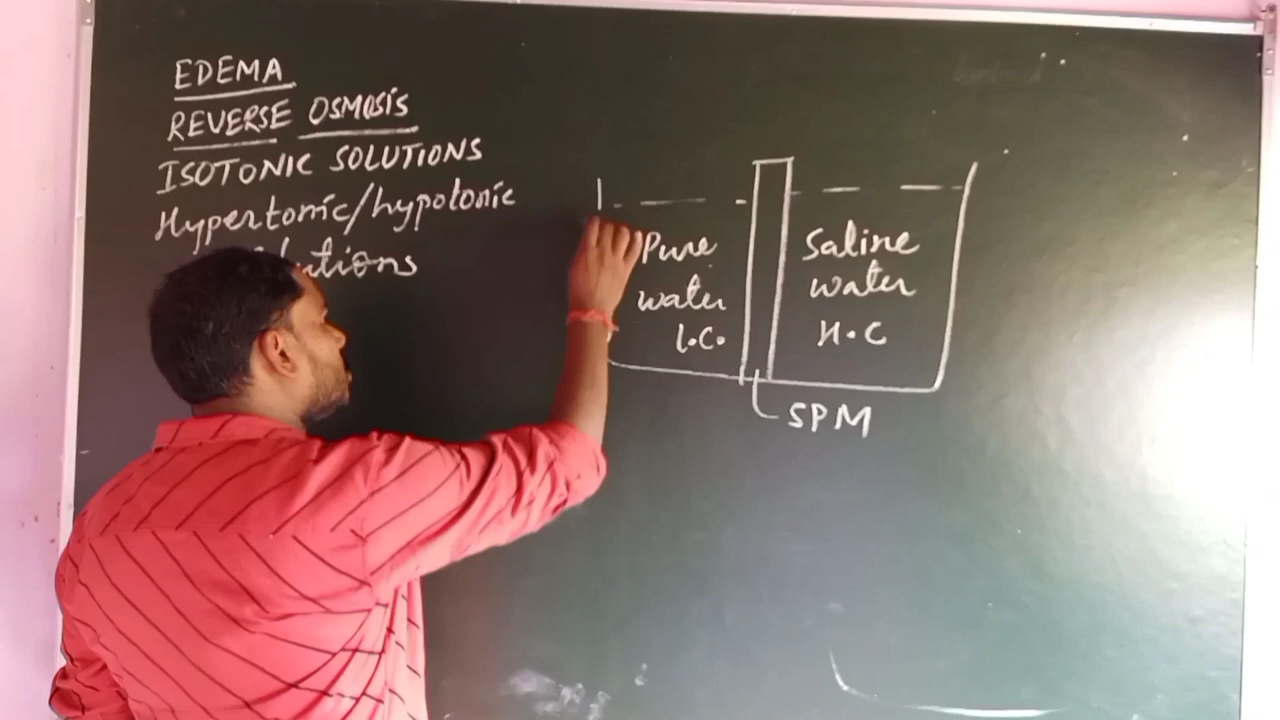 EDEMA
REVERSE OSMOSIS
ISOTONIC SOLUTIONS
Hypertonic/hypotonic
Pure
water
L.C.
Saline
water
H.C
SPM